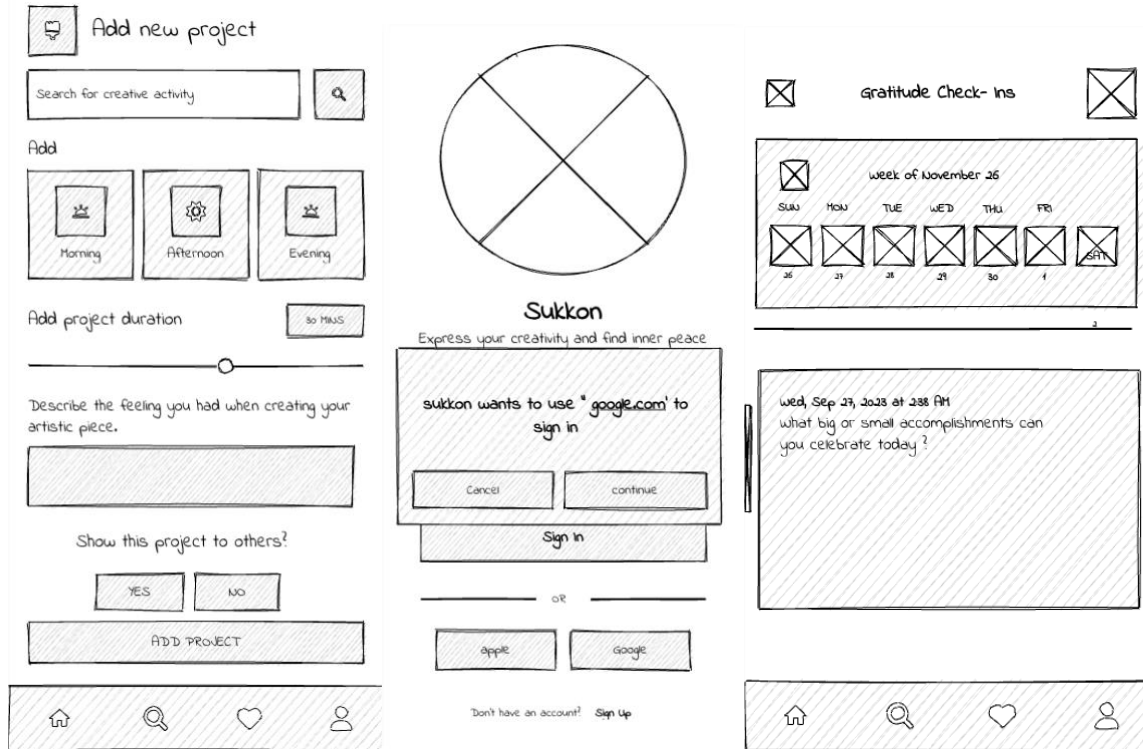 Add new project
Search for creative activity
Add
Morning
Afternoon
Evening
Add project duration
30 MINS
Describe the feeling you had when creating your
artistic piece.
Show this project to others?
YES
NO
ADD PROJECT
Sukkon
Express your creativity and find inner peace
sukkon wants to use " google.com' to
sign in
Cancel
continue
Sign In
OR
apple
Google
Don't have an account? Sign Up
Gratitude Check- Ins
week of November 26
SUN MON TUE WED THU FRI
SAT
26 27 28 29 30 1
2
Wed, Sep 27, 2023 at 2:38 AM
what big or small accomplishments can
you celebrate today ?